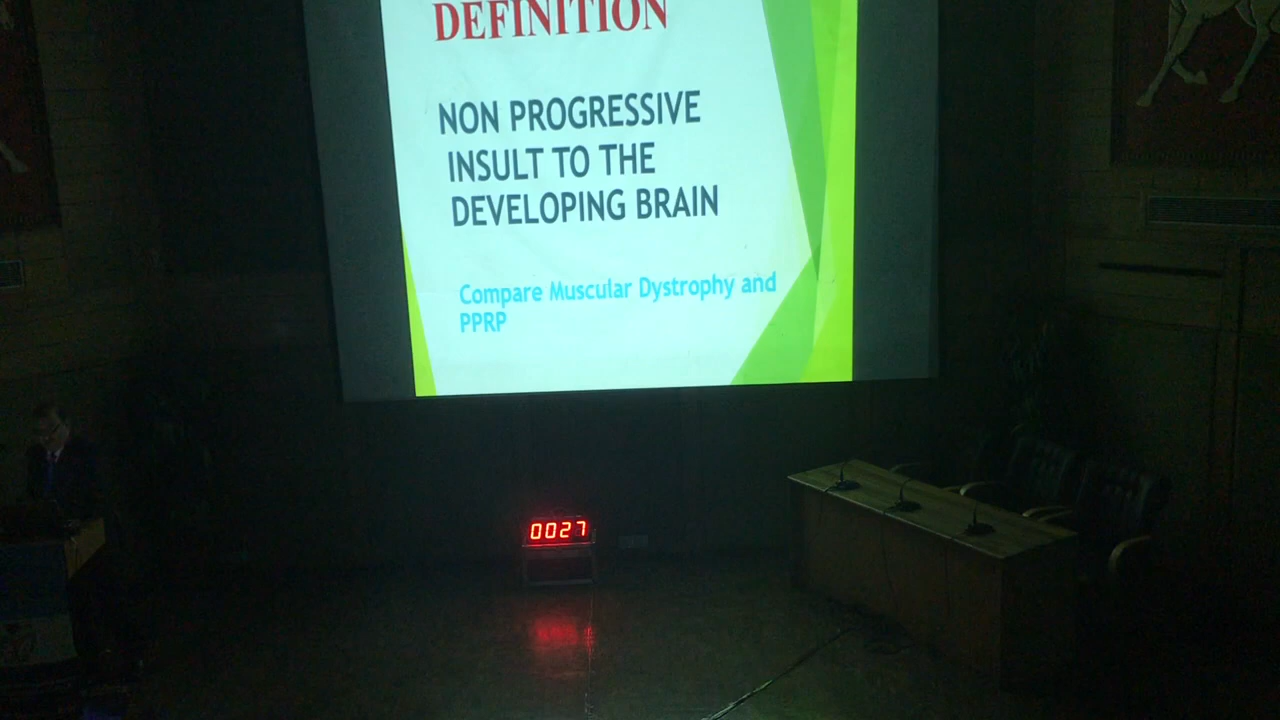 DEFINITION
NON PROGRESSIVE
INSULT TO THE
DEVELOPING BRAIN
Compare Muscular Dystrophy and
PPRP
0027